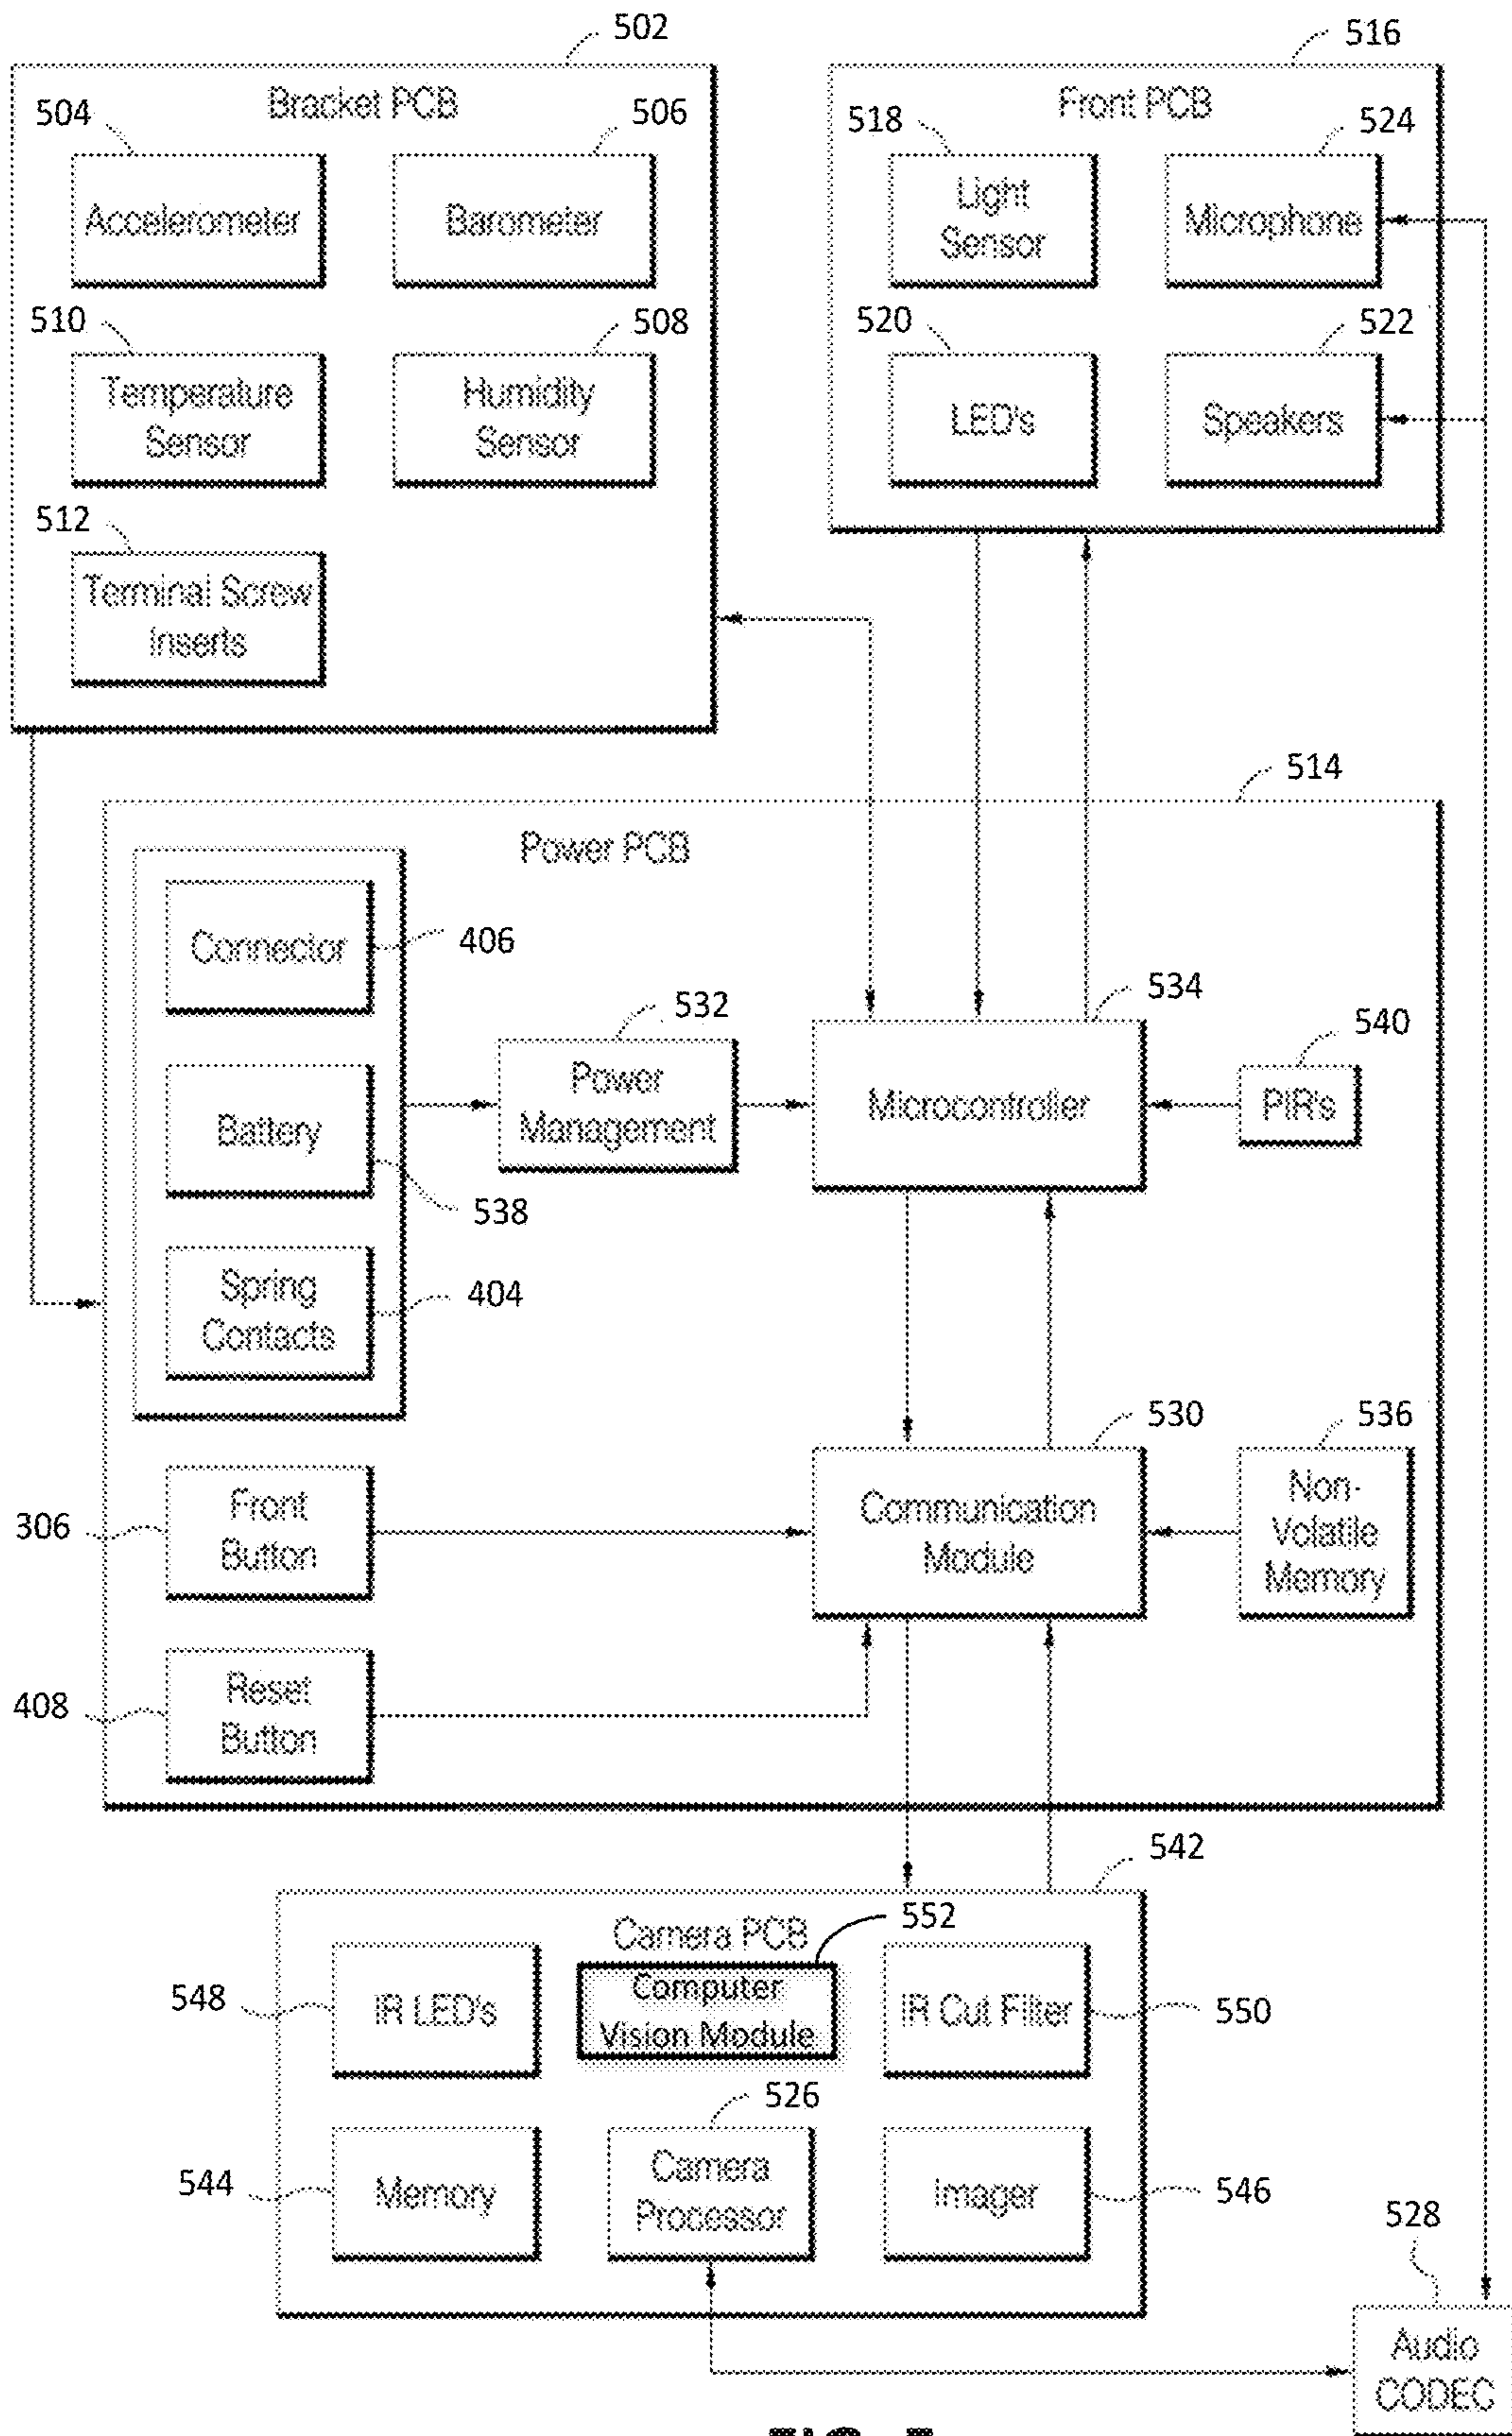 502
516
Bracket PCB
Front PCB
504
506
518
524
Accelerometer
Barometer
Light
Sensor
Microphone
510
508
520
522
Temperature
Sensor
Humidity
Sensor
LED's
Speakers
512
Terminal Screw
Inserts
514
Power PCB
Connector
406
532
534
540
Power
Management
Microcontroller
PIR's
Battery
538
Spring
Contacts
404
530
536
306
Front
Button
Communication
Module
Non-
Volatile
Memory
408
Reset
Button
542
Camera PCB
552
548
IR LED's
Computer
Vision Module
IR Cut Filter
550
526
544
Memory
Camera
Processor
Imager
546
528
Audio
CODEC